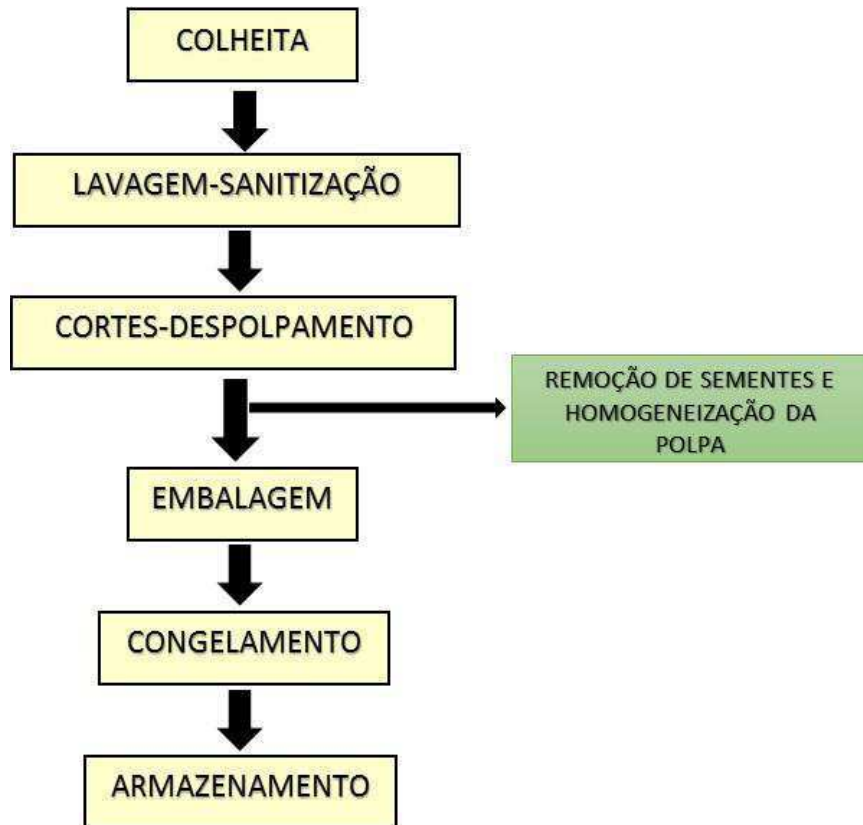 COLHEITA
LAVAGEM-SANITIZAÇÃO
CORTES-DESPOLPAMENTO
REMOÇÃO DE SEMENTES E
HOMOGENEIZAÇÃO DA
POLPA
EMBALAGEM
CONGELAMENTO
ARMAZENAMENTO